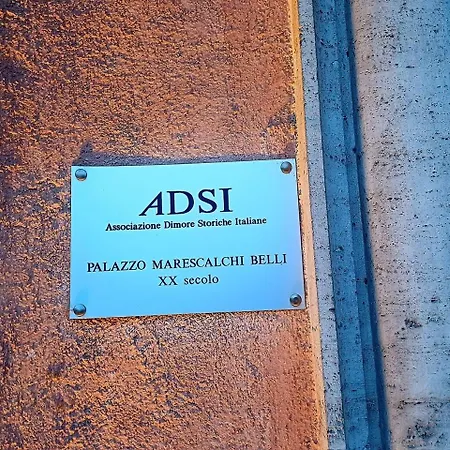 ADSI
Associazione Dimore Storiche Italiane
PALAZZO MARESCALCHI BELLI
XX secolo